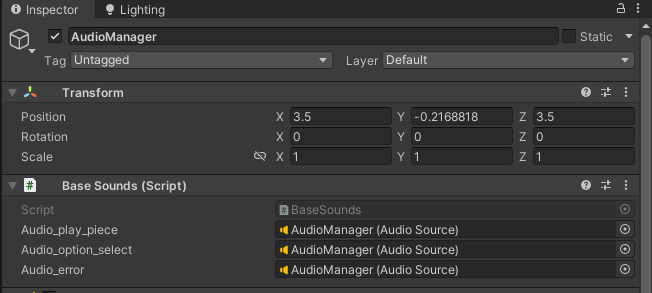 Inspector Lighting
AudioManager Static
Tag Untagged Layer Default
Transform
Position X 3.5 Y -0.2168818 Z 3.5
Rotation X 0 Y 0 Z 0
Scale X 1 Y 1 Z 1
# Base Sounds (Script)
Script # BaseSounds
Audio_play_piece AudioManager (Audio Source)
Audio_option_select AudioManager (Audio Source)
Audio_error AudioManager (Audio Source)